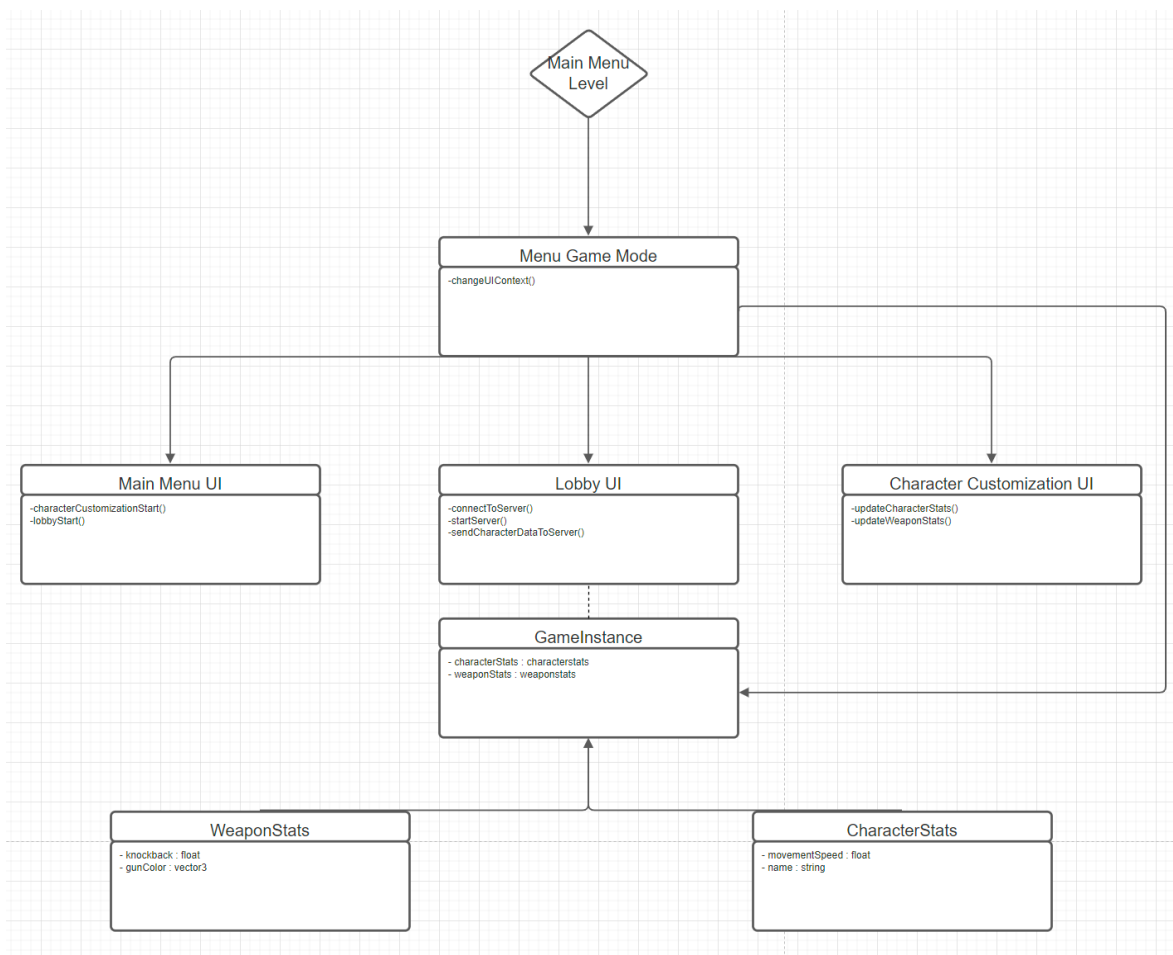 Main Menu
Level
Menu Game Mode
-changeUIContext()
Main Menu UI
-characterCustomizationStart()
-lobbyStart()
Lobby UI
-connectToServer()
-startServer()
-sendCharacterDataToServer()
Character Customization UI
-updateCharacterStats()
-updateWeaponStats()
GameInstance
- characterStats : characterstats
- weaponStats : weaponstats
WeaponStats
- knockback : float
- gunColor : vector3
CharacterStats
- movementSpeed : float
- name : string